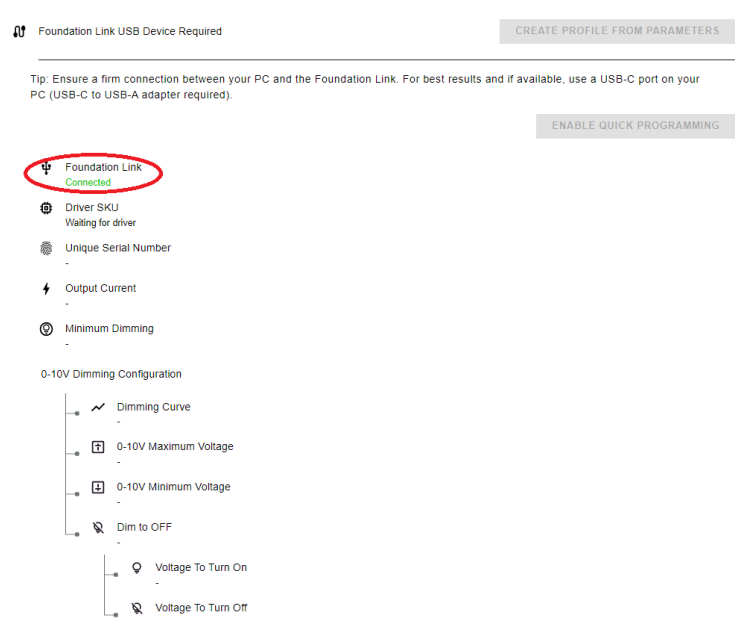 Foundation Link USB Device Required
CREATE PROFILE FROM PARAMETERS
Tip: Ensure a firm connection between your PC and the Foundation Link. For best results and if available, use a USB-C port on your
PC (USB-C to USB-A adapter required).
ENABLE QUICK PROGRAMMING
Foundation Link
Connected
Driver SKU
Waiting for driver
Unique Serial Number
-
Output Current
-
Minimum Dimming
-
0-10V Dimming Configuration
Dimming Curve
-
0-10V Maximum Voltage
-
0-10V Minimum Voltage
-
Dim to OFF
-
Voltage To Turn On
-
Voltage To Turn Off